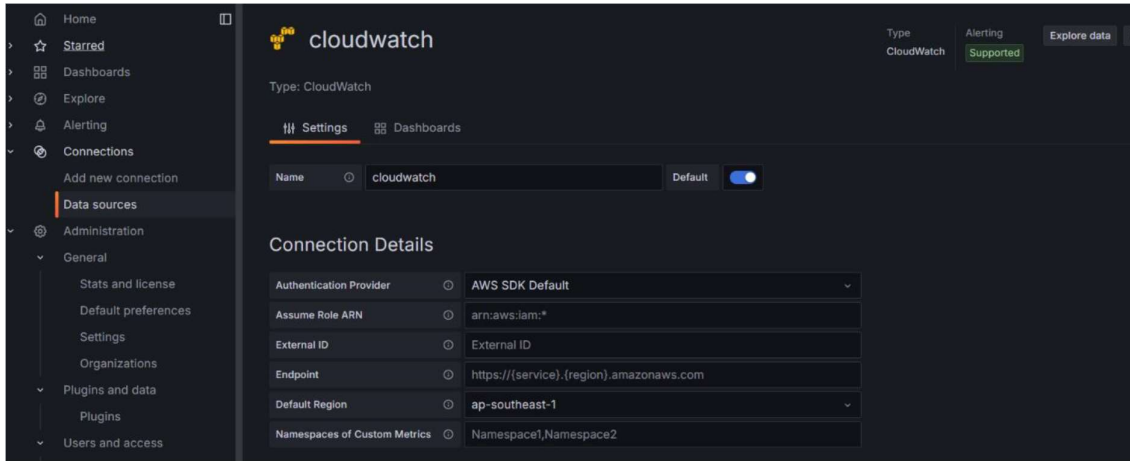 Home
Starred
Dashboards
Explore
Alerting
Connections
Add new connection
Data sources
Administration
General
Stats and license
Default preferences
Settings
Organizations
Plugins and data
Plugins
Users and access
cloudwatch
Type
CloudWatch
Alerting
Supported
Explore data
Type: CloudWatch
Settings
Dashboards
Name cloudwatch Default
Connection Details
Authentication Provider AWS SDK Default
Assume Role ARN arn:aws:iam:*
External ID External ID
Endpoint https://{service}.{region}.amazonaws.com
Default Region ap-southeast-1
Namespaces of Custom Metrics Namespace1,Namespace2